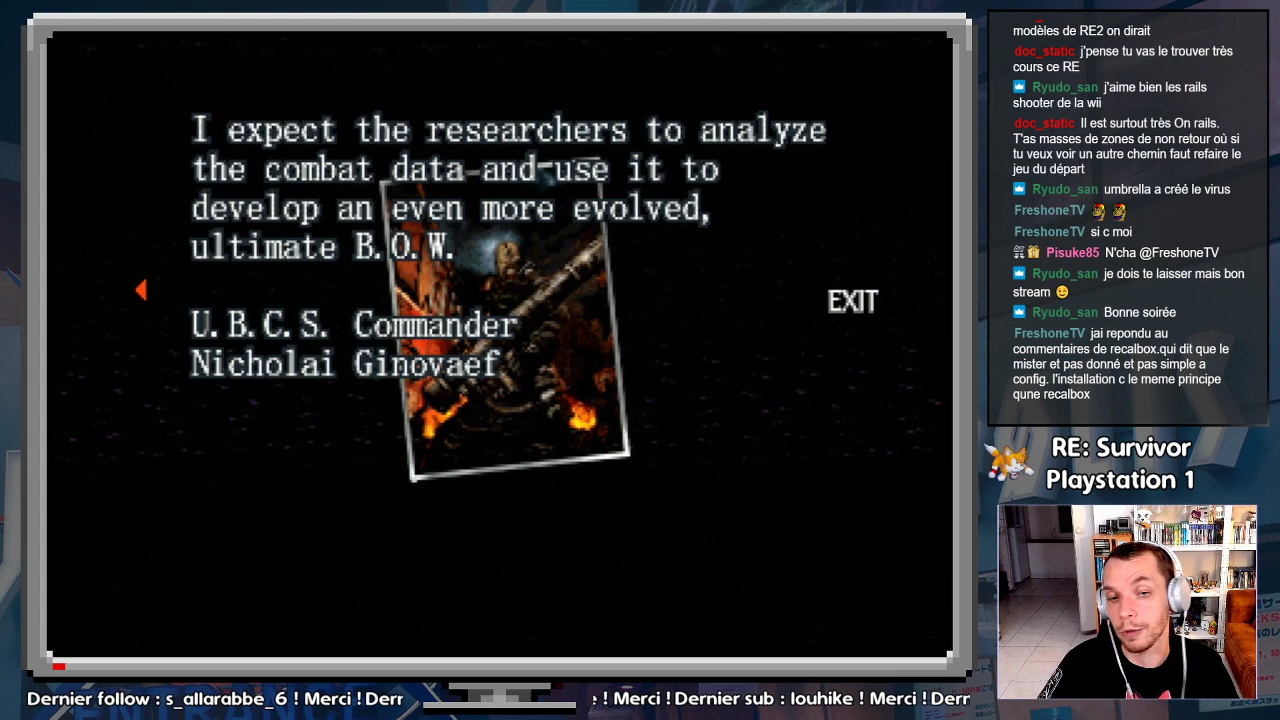 I expect the researchers to analyze
the combat data and use it to
develop an even more evolved,
ultimate B.O.W.
EXIT
U.B.C.S. Commander
Nicholai Ginovaef
modèles de RE2 on dirait
doc_static j'pense tu vas le trouver très
cours ce RE
Ryudo_san j'aime bien les rails
shooter de la wii
doc_static Il est surtout très On rails.
T'as masses de zones de non retour où si
tu veux voir un autre chemin faut refaire le
jeu du départ
Ryudo_san umbrella a créé le virus
FreshoneTV
FreshoneTV si c moi
Pisuke85 N'cha @FreshoneTV
Ryudo_san je dois te laisser mais bon
stream 😉
Ryudo_san Bonne soirée
FreshoneTV jai repondu au
commentaires de recalbox.qui dit que le
mister et pas donné et pas simple a
config. l'installation c le meme principe
qune recalbox
RE: Survivor
Playstation 1
Dernier follow : s_allarabbe_6 ! Merci ! Derr
! Merci ! Dernier sub : louhike ! Merci ! Derr